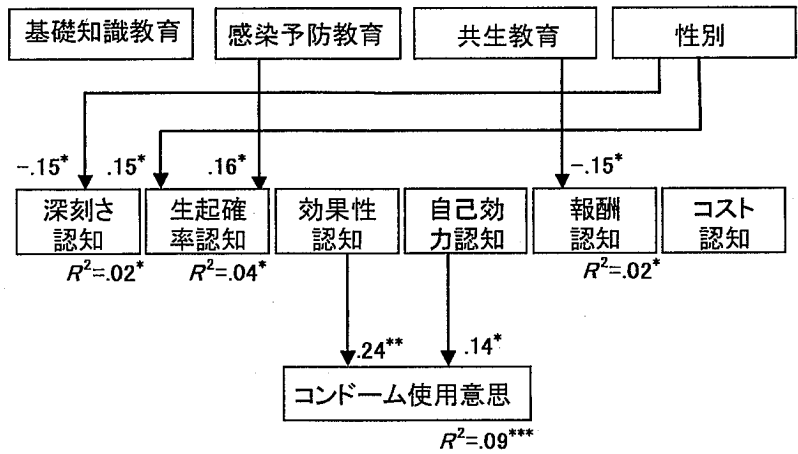 基礎知識教育
感染予防教育
共生教育
性別
-.15*
.15*
.16*
-.15*
深刻さ
認知
生起確
率認知
効果性
認知
自己効
力認知
報酬
認知
コスト
認知
R²=.02*
R²=.04*
R²=.02*
.24**
.14*
コンドーム使用意思
R²=.09***